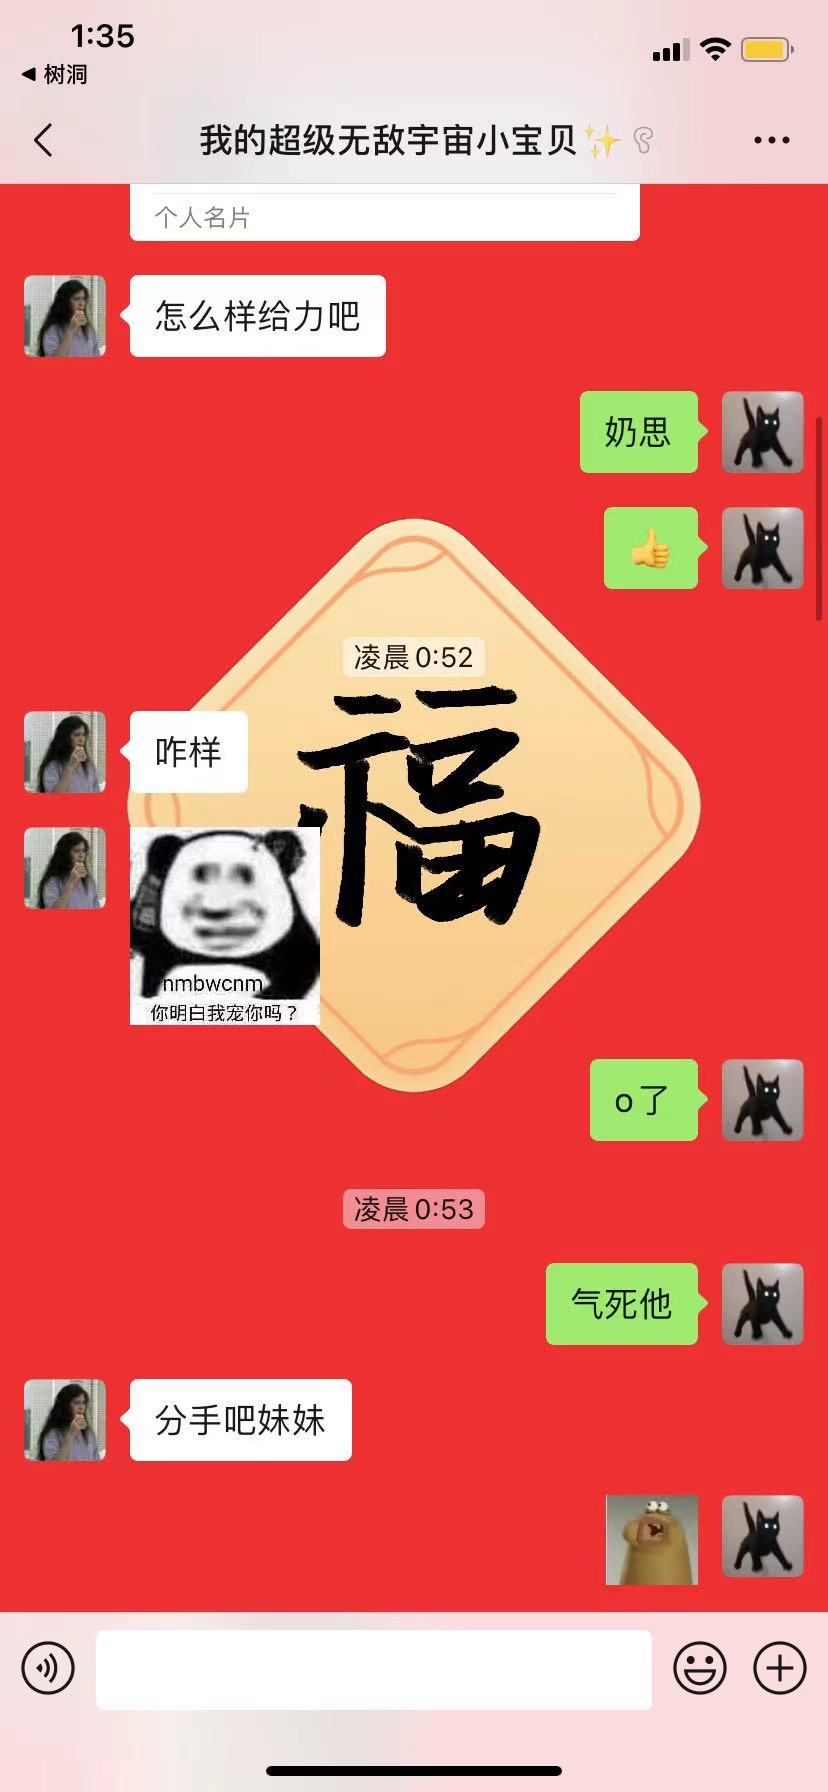 1:35
树洞
我的超级无敌宇宙小宝贝✨
个人名片
怎么样给力吧
奶思
👍
凌晨0:52
咋样
福
nmbwcnm
你明白我宠你吗？
o了
凌晨0:53
气死他
分手吧妹妹